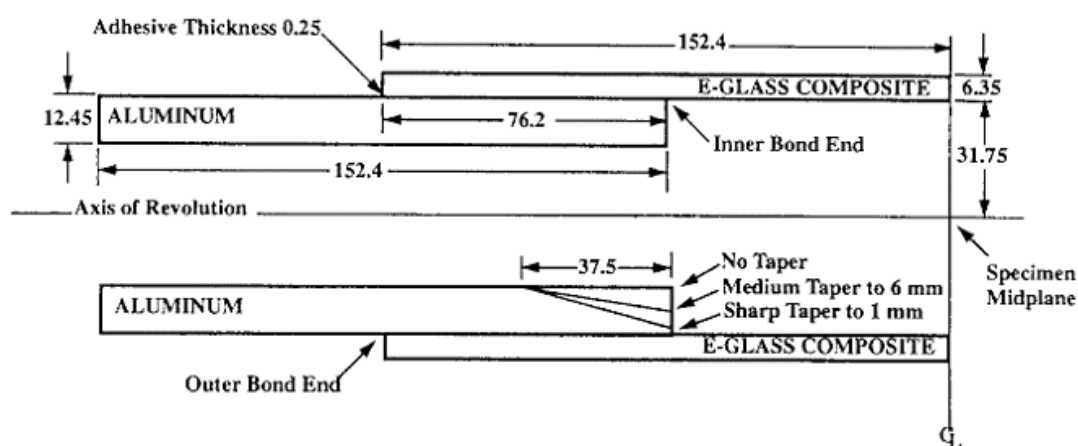 Adhesive Thickness 0.25
152.4
E-GLASS COMPOSITE
6.35
12.45
ALUMINUM
76.2
Inner Bond End
31.75
152.4
Axis of Revolution
37.5
No Taper
Medium Taper to 6 mm
Sharp Taper to 1 mm
Specimen
Midplane
ALUMINUM
E-GLASS COMPOSITE
Outer Bond End
CL